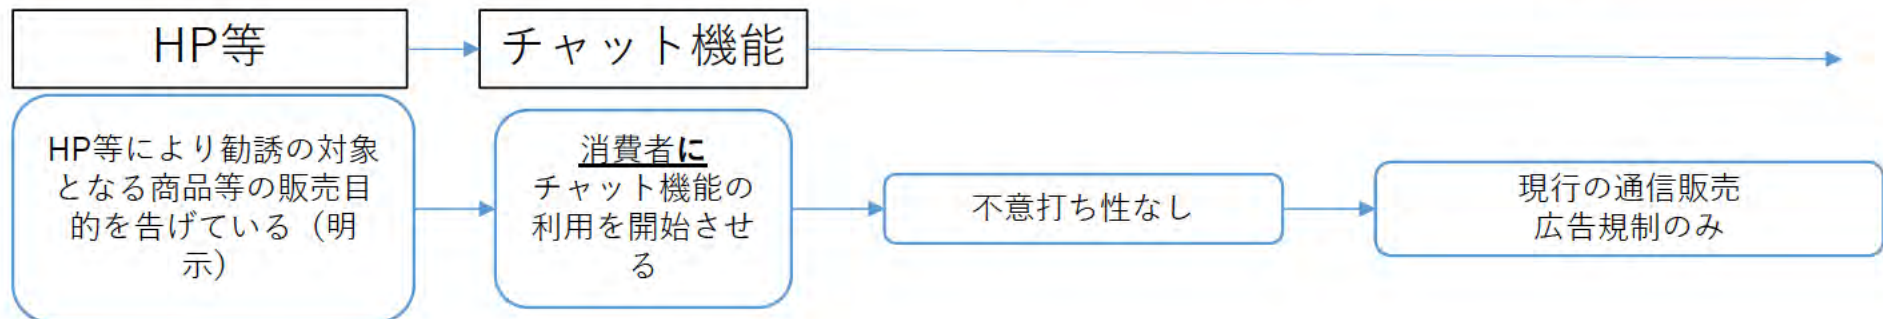 HP等
チャット機能
HP等により勧誘の対象
となる商品等の販売目
的を告げている（明
示）
消費者に
チャット機能の
利用を開始させ
る
不意打ち性なし
現行の通信販売
広告規制のみ